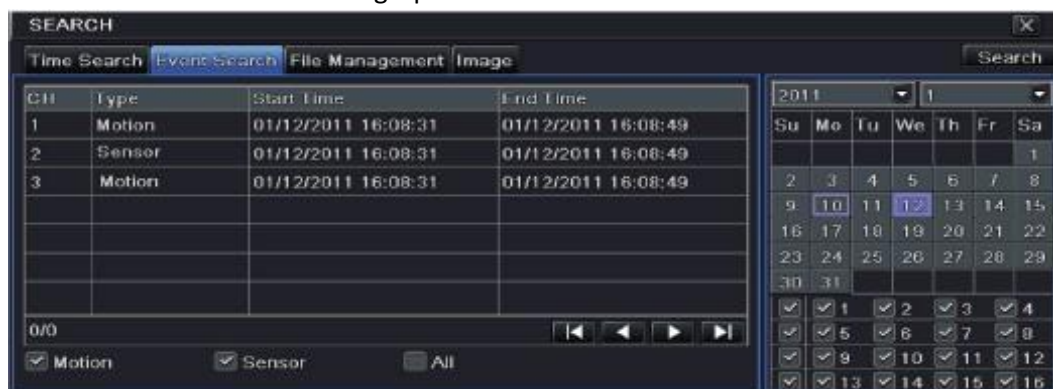 SEARCH
Time Search Event Search File Management Image Search
CH Type Start Time End Time
1 Motion 01/12/2011 16:08:31 01/12/2011 16:08:49
2 Sensor 01/12/2011 16:08:31 01/12/2011 16:08:49
3 Motion 01/12/2011 16:08:31 01/12/2011 16:08:49
0/0
Motion Sensor All
2011 1
Su Mo Tu We Th Fr Sa
1
2 3 4 5 6 7 8
9 10 11 12 13 14 15
16 17 18 19 20 21 22
23 24 25 26 27 28 29
30 31
1 2 3 4
5 6 7 8
9 10 11 12
13 14 15 16